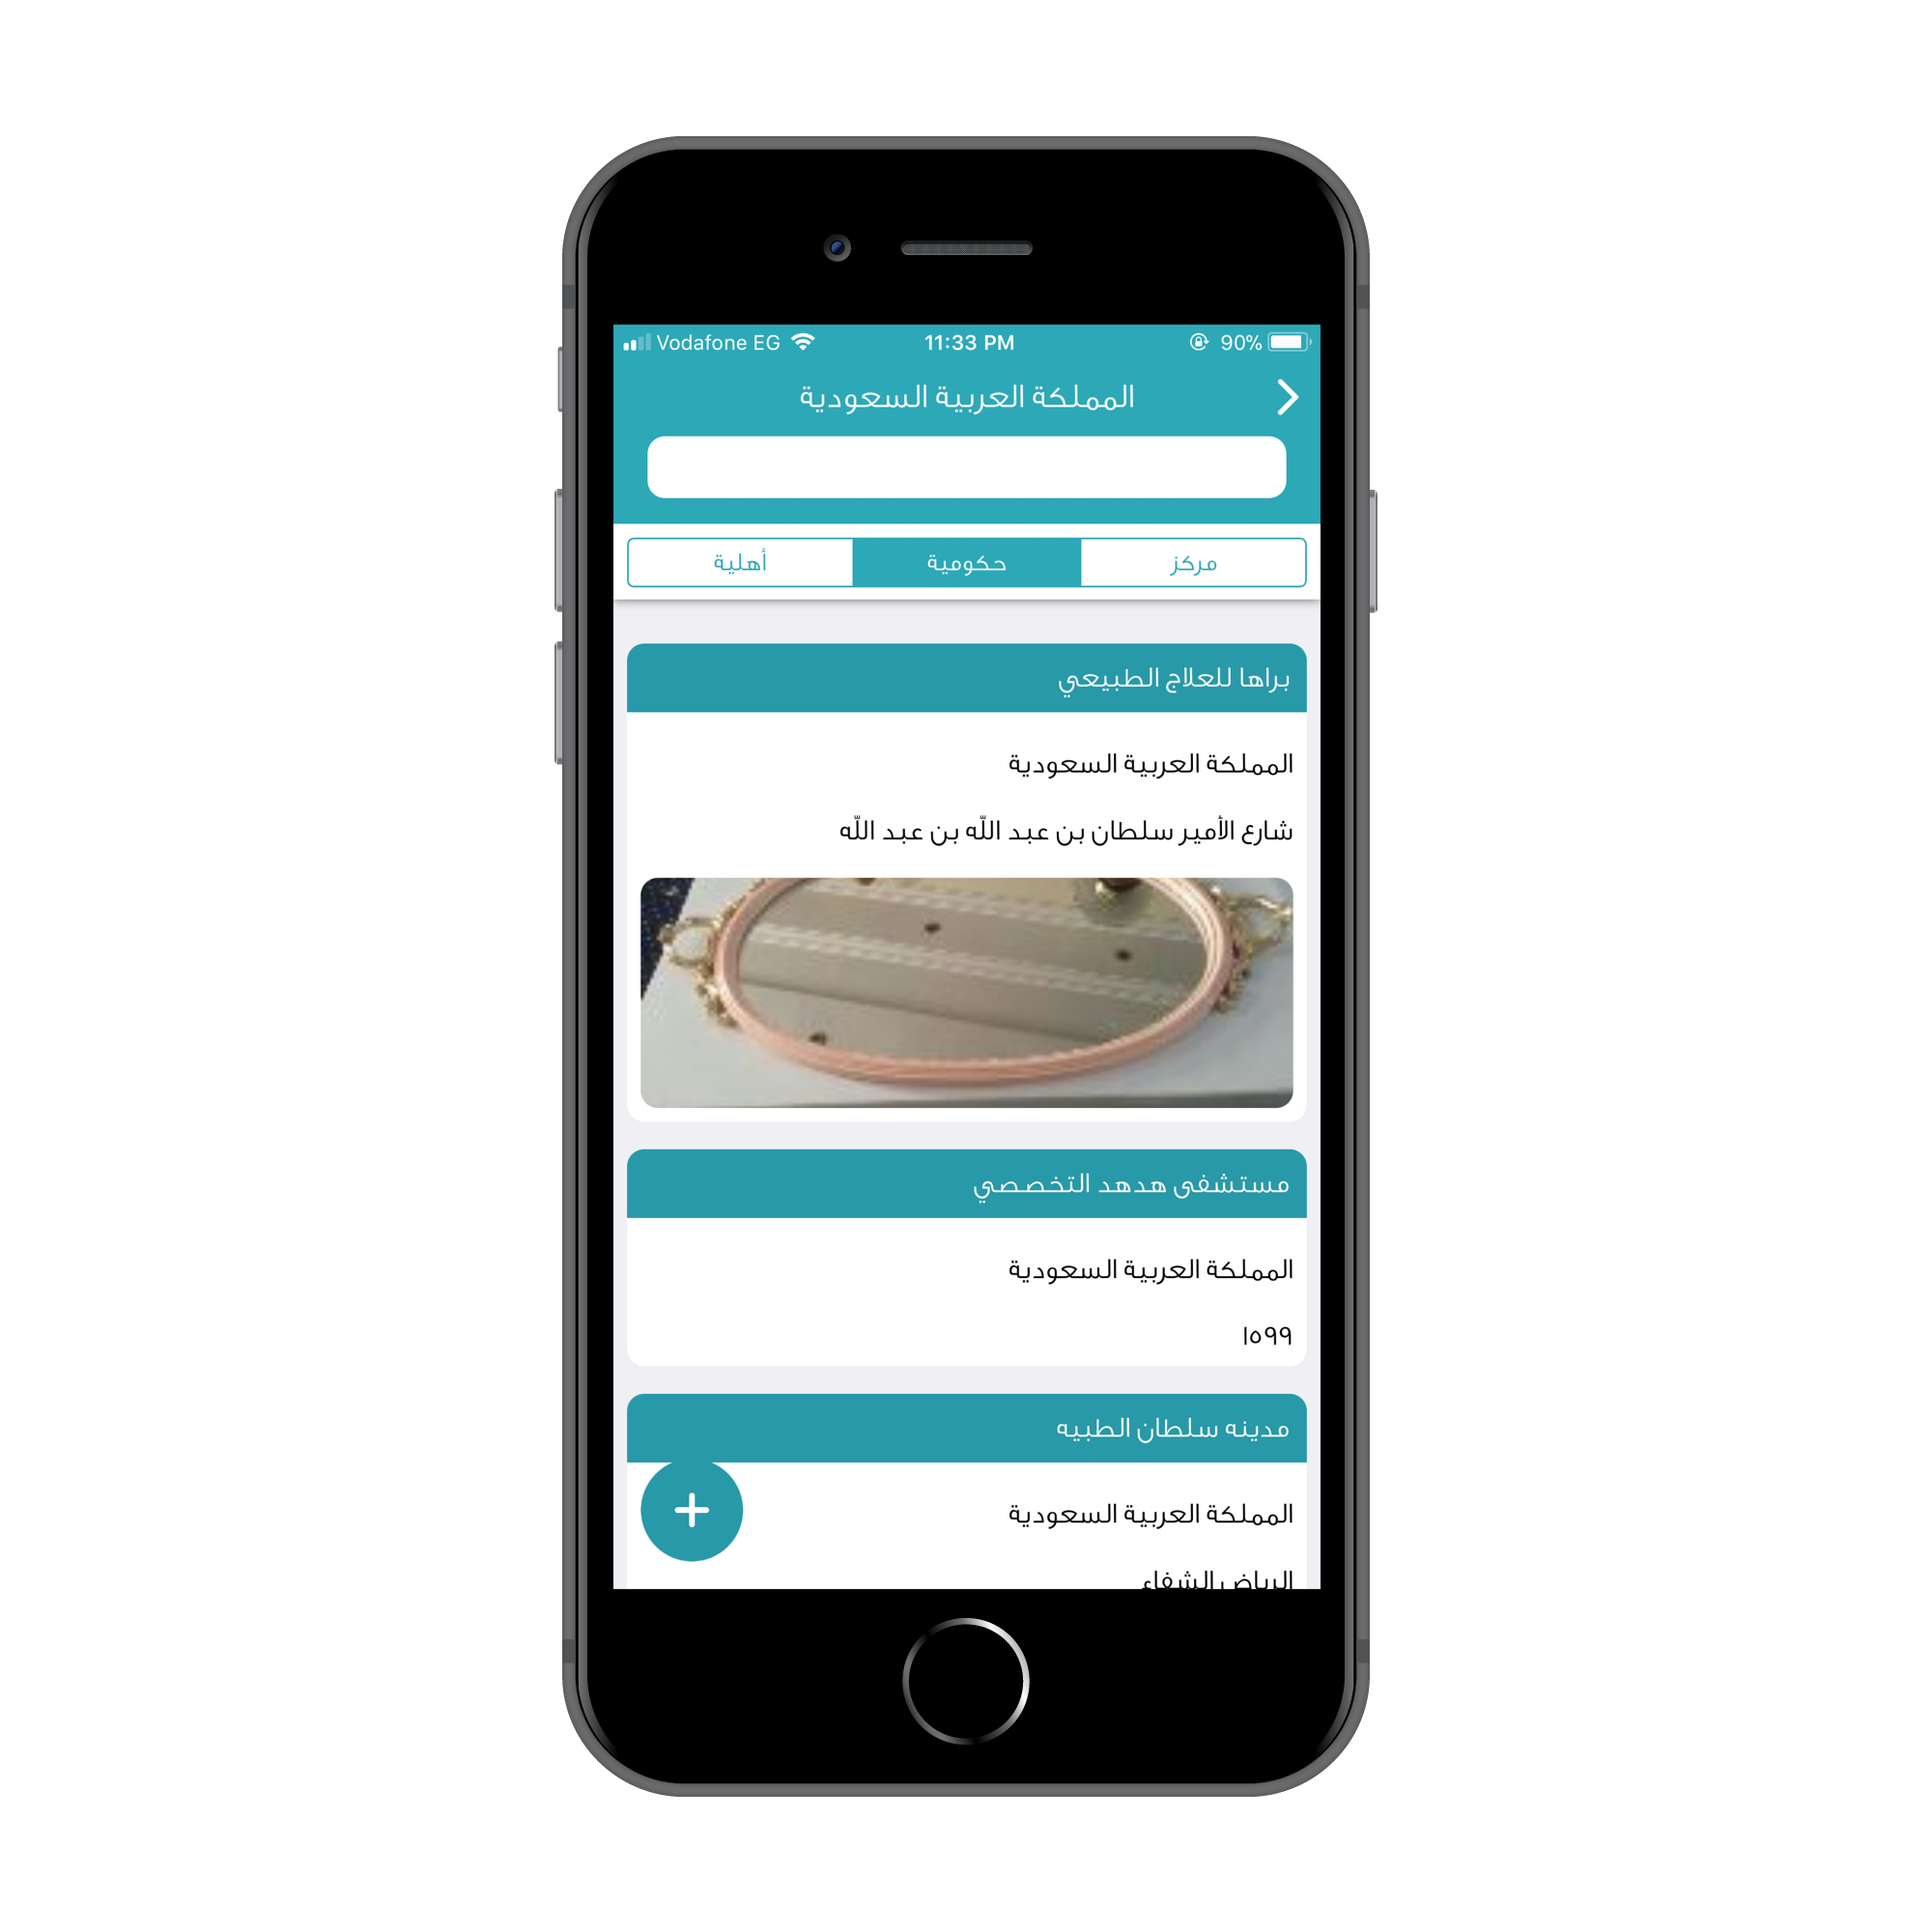 Vodafone EG 11:33 PM 90%
المملكة العربية السعودية
مركز حكومية أهلية
براها للعلاج الطبيعي
المملكة العربية السعودية
شارع الأمير سلطان بن عبد الله بن عبد الله
مستشفى هدهد التخصصي
المملكة العربية السعودية
١٥٩٩
مدينه سلطان الطبيه
المملكة العربية السعودية
الرياض الشفاء